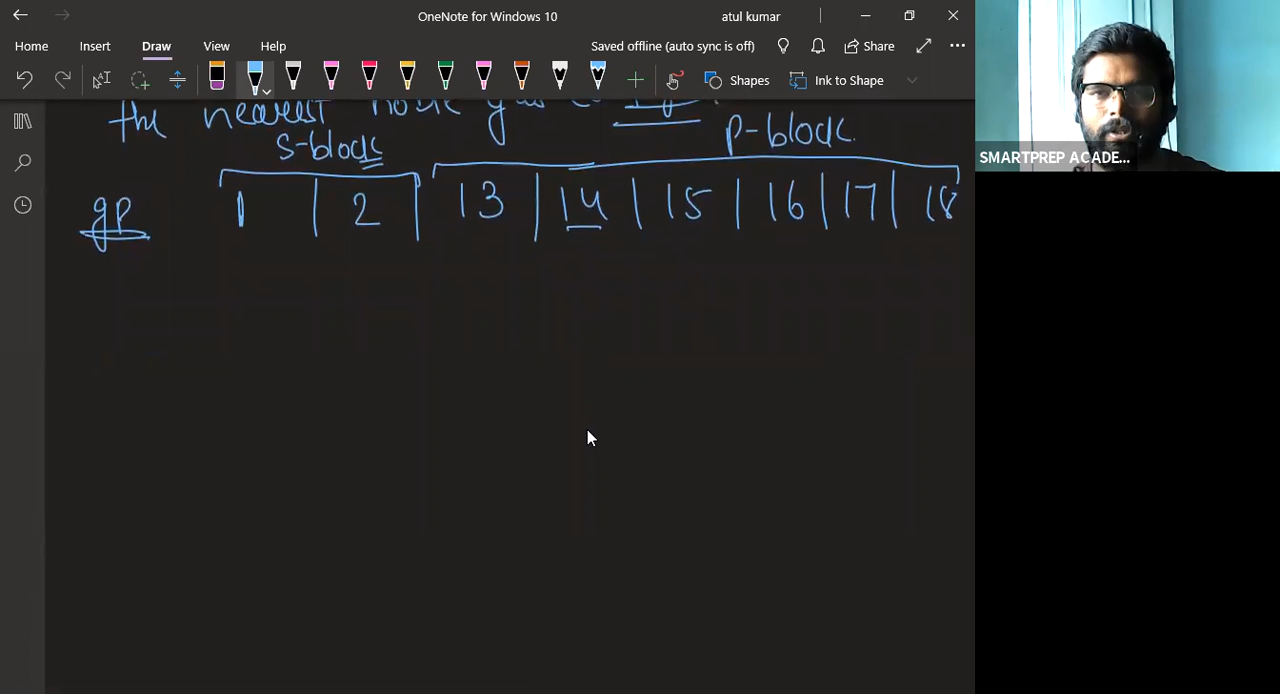 OneNote for Windows 10
atul kumar
Home Insert Draw View Help
Saved offline (auto sync is off)
Share
Shapes
Ink to Shape
the nearest
s-block
p-block.
gp 1 2 13 14 15 16 17 18
SMARTPREP ACADE...